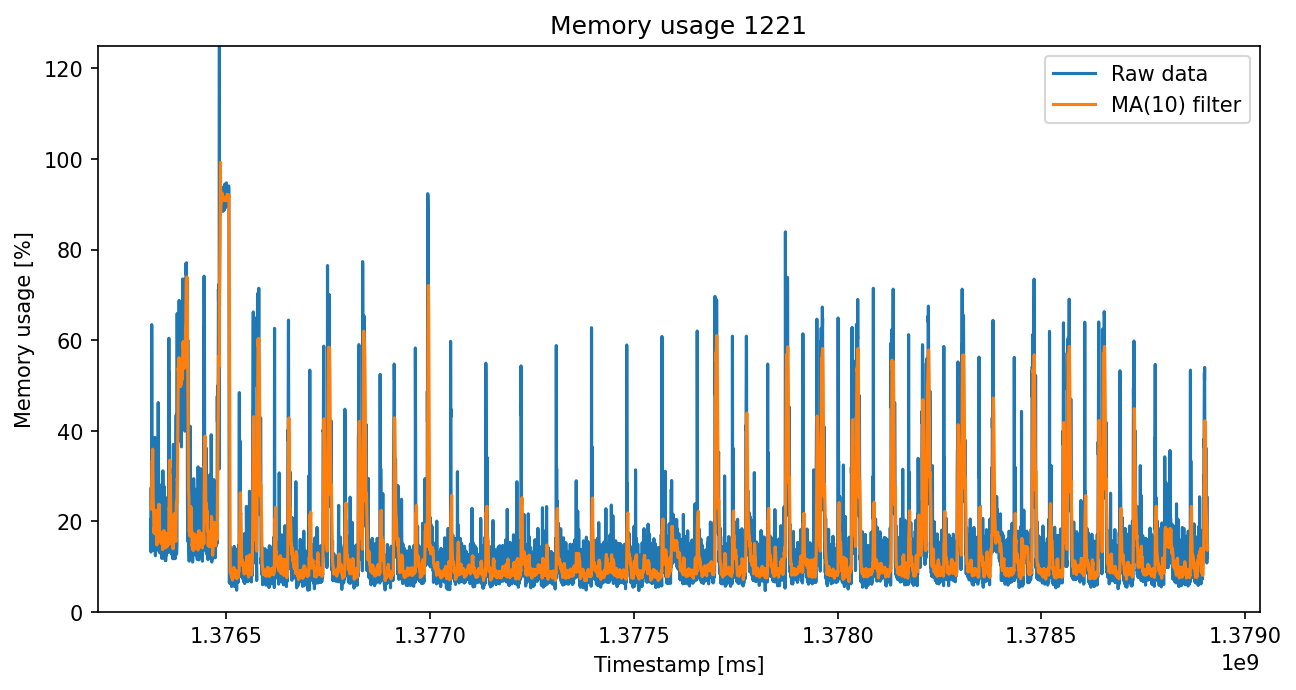 Memory usage 1221
Raw data
MA(10) filter
Memory usage [%]
120
100
80
60
40
20
0
1.3765 1.3770 1.3775 1.3780 1.3785 1.3790
1e9
Timestamp [ms]